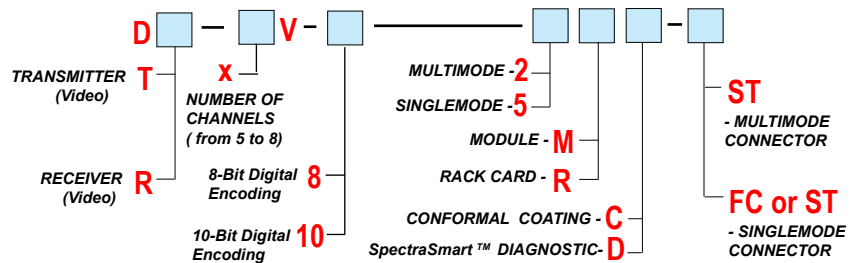 D V
TRANSMITTER T
(Video)
x
NUMBER OF
CHANNELS
( from 5 to 8)
RECEIVER R
(Video)
8-Bit Digital 8
Encoding
10-Bit Digital 10
Encoding
MULTIMODE - 2
SINGLEMODE - 5
MODULE - M
RACK CARD - R
CONFORMAL COATING - C
SpectraSmart ™ DIAGNOSTIC- D
ST
- MULTIMODE
CONNECTOR
FC or ST
- SINGLEMODE
CONNECTOR